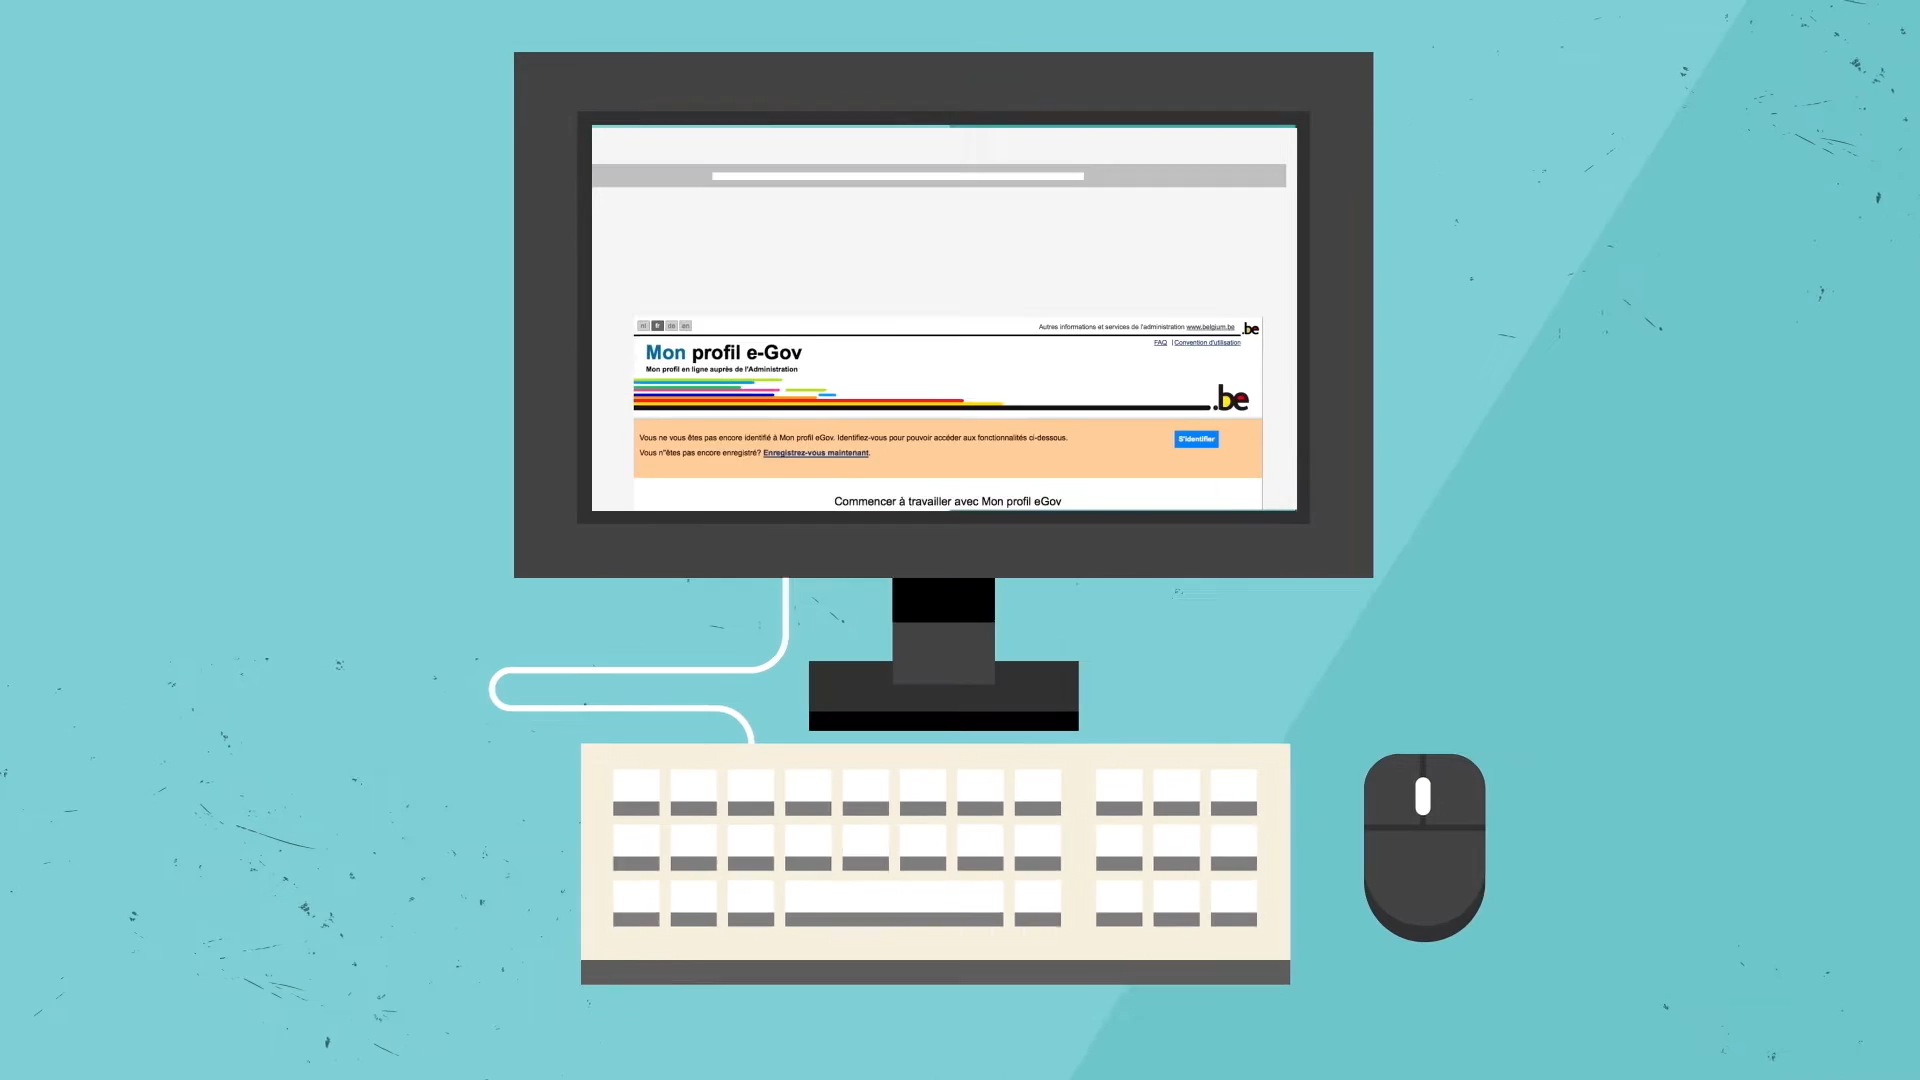 nl fr de en
Autres informations et services de l'administration www.belgium.be .be
FAQ | Convention d'utilisation
Mon profil e-Gov
Mon profil en ligne auprès de l'Administration
.be
Vous ne vous êtes pas encore identifié à Mon profil eGov. Identifiez-vous pour pouvoir accéder aux fonctionnalités ci-dessous.
S'identifier
Vous n''êtes pas encore enregistré? Enregistrez-vous maintenant.
Commencer à travailler avec Mon profil eGov